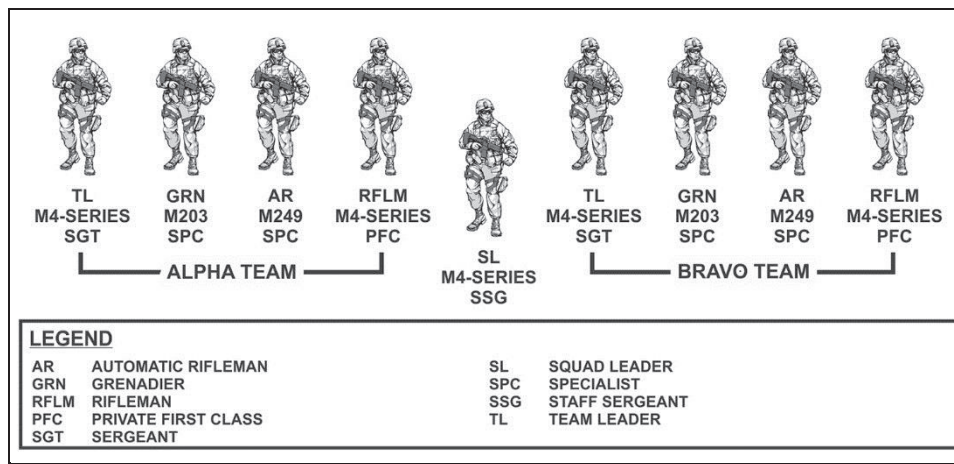 TL
M4-SERIES
SGT
GRN
M203
SPC
AR
M249
SPC
RFLM
M4-SERIES
PFC
ALPHA TEAM
SL
M4-SERIES
SSG
TL
M4-SERIES
SGT
GRN
M203
SPC
AR
M249
SPC
RFLM
M4-SERIES
PFC
BRAVO TEAM
LEGEND
AR AUTOMATIC RIFLEMAN
GRN GRENADIER
RFLM RIFLEMAN
PFC PRIVATE FIRST CLASS
SGT SERGEANT
SL SQUAD LEADER
SPC SPECIALIST
SSG STAFF SERGEANT
TL TEAM LEADER